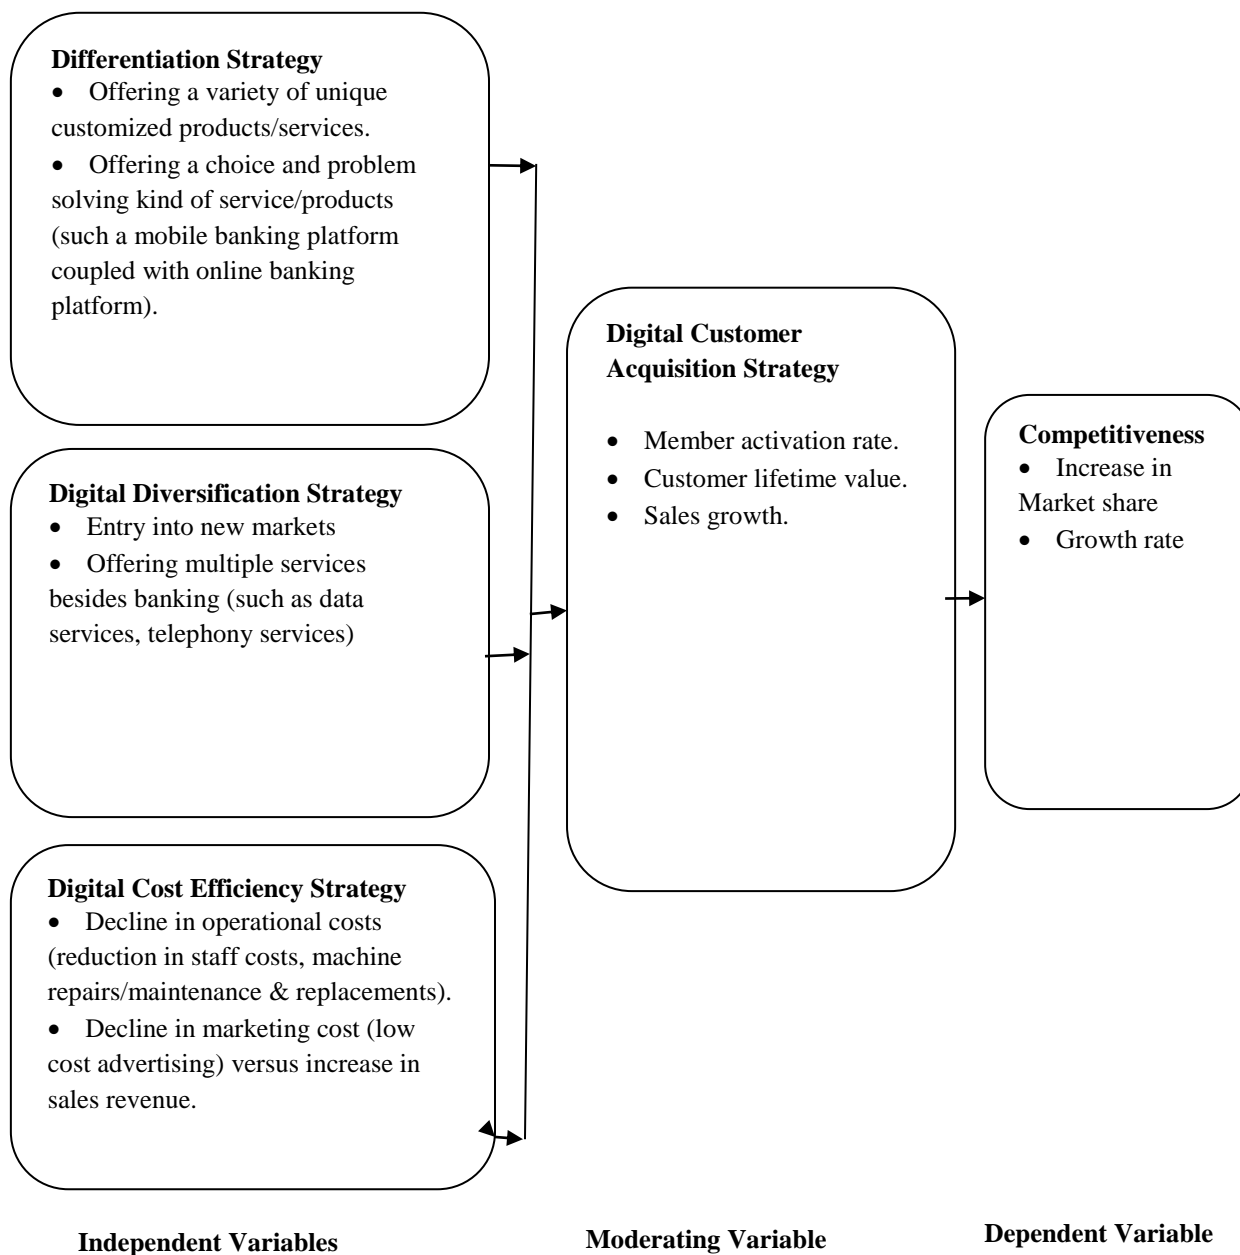 Differentiation Strategy
• Offering a variety of unique
customized products/services.
• Offering a choice and problem
solving kind of service/products
(such a mobile banking platform
coupled with online banking
platform).
Digital Diversification Strategy
• Entry into new markets
• Offering multiple services
besides banking (such as data
services, telephony services)
Digital Cost Efficiency Strategy
• Decline in operational costs
(reduction in staff costs, machine
repairs/maintenance & replacements).
• Decline in marketing cost (low
cost advertising) versus increase in
sales revenue.
Digital Customer
Acquisition Strategy
• Member activation rate.
• Customer lifetime value.
• Sales growth.
Competitiveness
• Increase in
Market share
• Growth rate
Independent Variables
Moderating Variable
Dependent Variable